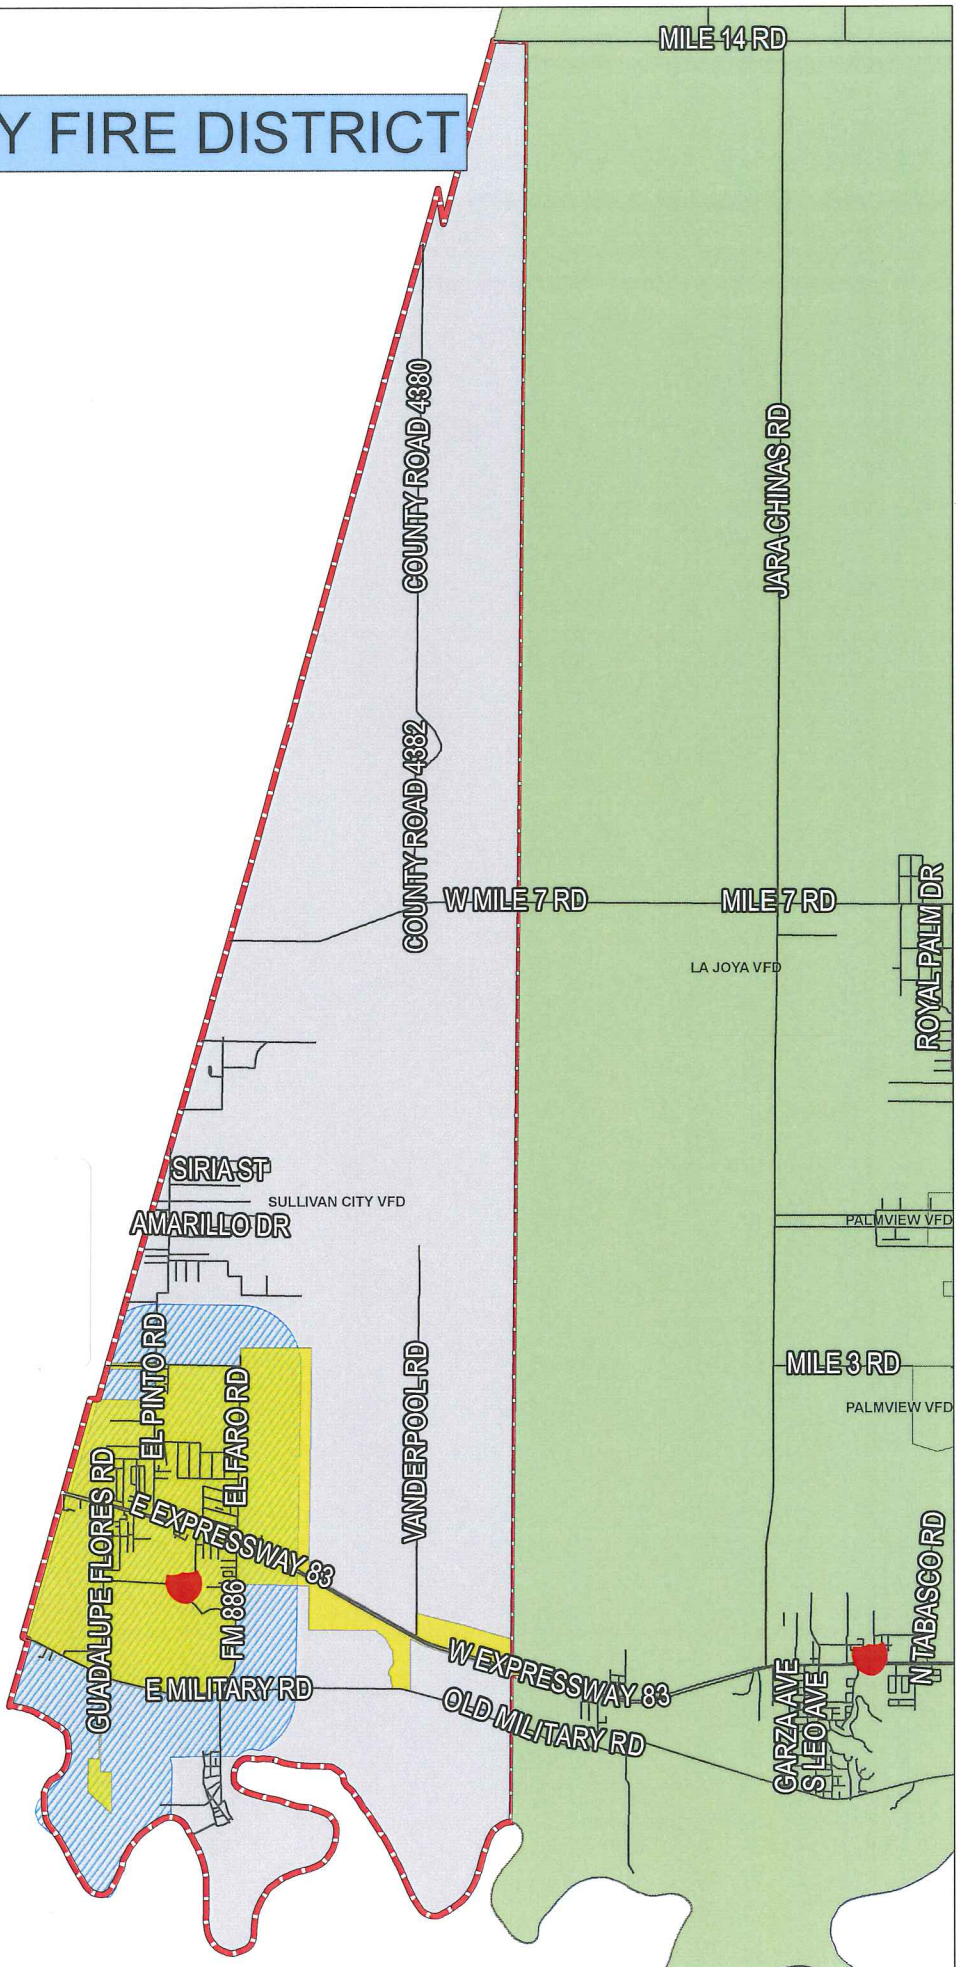 MILE 14 RD
Y FIRE DISTRICT
COUNTY ROAD 4380
JARA CHINAS RD
COUNTY ROAD 4382
W MILE 7 RD
MILE 7 RD
ROYAL PALM DR
LA JOYA VFD
SIRIA ST
SULLIVAN CITY VFD
AMARILLO DR
PALMVIEW VFD
EL PINTO RD
VANDERPOOL RD
MILE 3 RD
EL FARO RD
PALMVIEW VFD
GUADALUPE FLORES RD
E EXPRESSWAY 83
N TABASCO RD
FM 886
W EXPRESSWAY 83
E MILITARY RD
OLD MILITARY RD
GARZA AVE
S LEO AVE